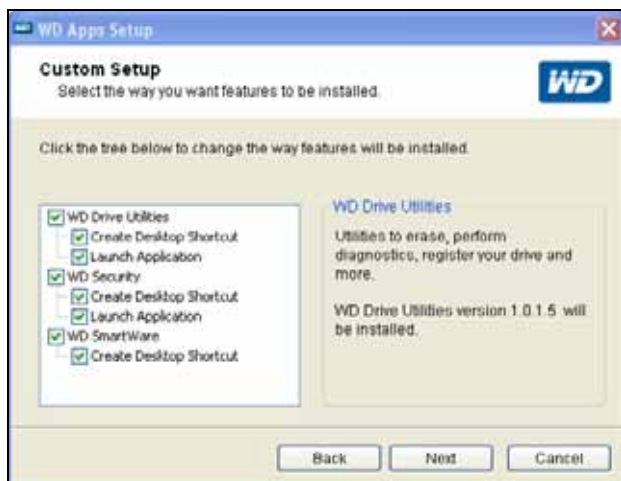 WD Apps Setup
Custom Setup
Select the way you want features to be installed.
WD
Click the tree below to change the way features will be installed.
WD Drive Utilities
Create Desktop Shortcut
Launch Application
WD Security
Create Desktop Shortcut
Launch Application
WD SmartWare
Create Desktop Shortcut
WD Drive Utilities
Utilities to erase, perform
diagnostics, register your drive and
more.
WD Drive Utilities version 1.0.1.5 will
be installed.
Back
Next
Cancel